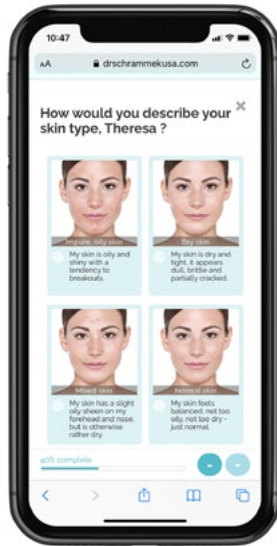 10:47
AA drschrammekusa.com
How would you describe your
skin type, Theresa ?
Impure, oily skin
My skin is oily and
shiny with a
tendency to
breakouts.
Dry skin
My skin is dry and
tight, it appears
dull, brittle and
partially cracked.
Mixed skin
My skin has a slight
oily sheen on my
forehead and nose,
but is otherwise
rather dry.
Normal skin
My skin feels
balanced, not too
oily, not too dry -
just normal.
40% complete